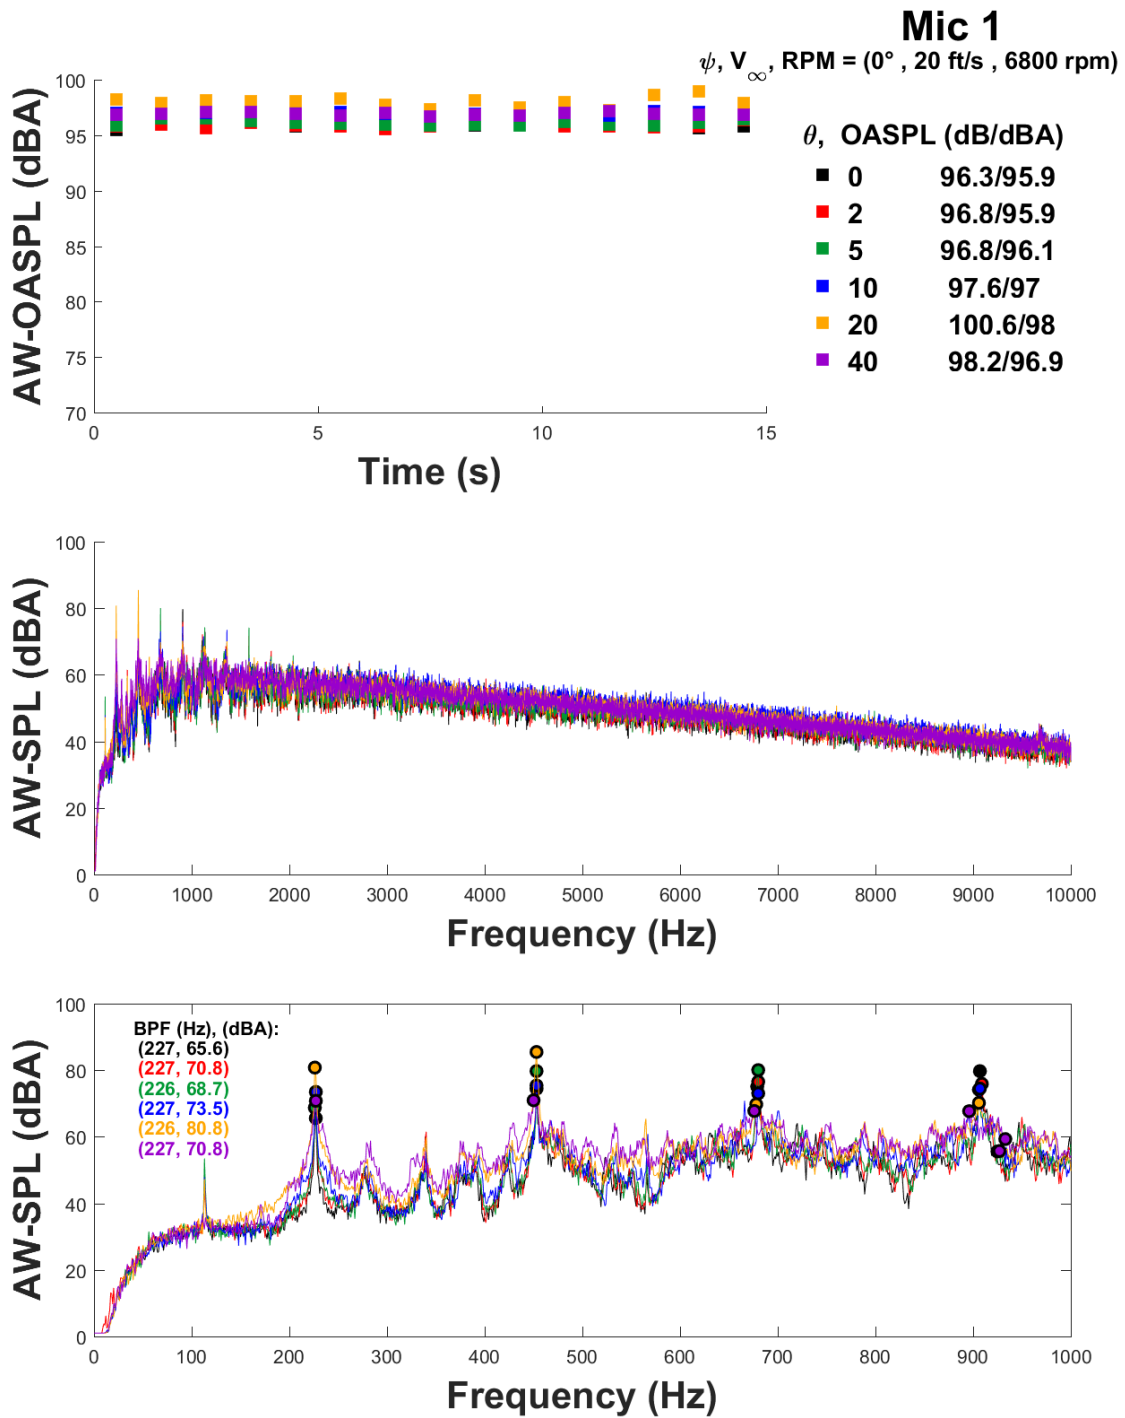 Mic 1
ψ, V∞, RPM = (0° , 20 ft/s , 6800 rpm)
θ, OASPL (dB/dBA)
0 96.3/95.9
2 96.8/95.9
5 96.8/96.1
10 97.6/97
20 100.6/98
40 98.2/96.9
AW-OASPL (dBA)
100
95
90
85
80
75
70
0 5 10 15
Time (s)
AW-SPL (dBA)
100
80
60
40
20
0
0 1000 2000 3000 4000 5000 6000 7000 8000 9000 10000
Frequency (Hz)
AW-SPL (dBA)
100
80
60
40
20
0
BPF (Hz), (dBA):
(227, 65.6)
(227, 70.8)
(226, 68.7)
(227, 73.5)
(226, 80.8)
(227, 70.8)
0 100 200 300 400 500 600 700 800 900 1000
Frequency (Hz)